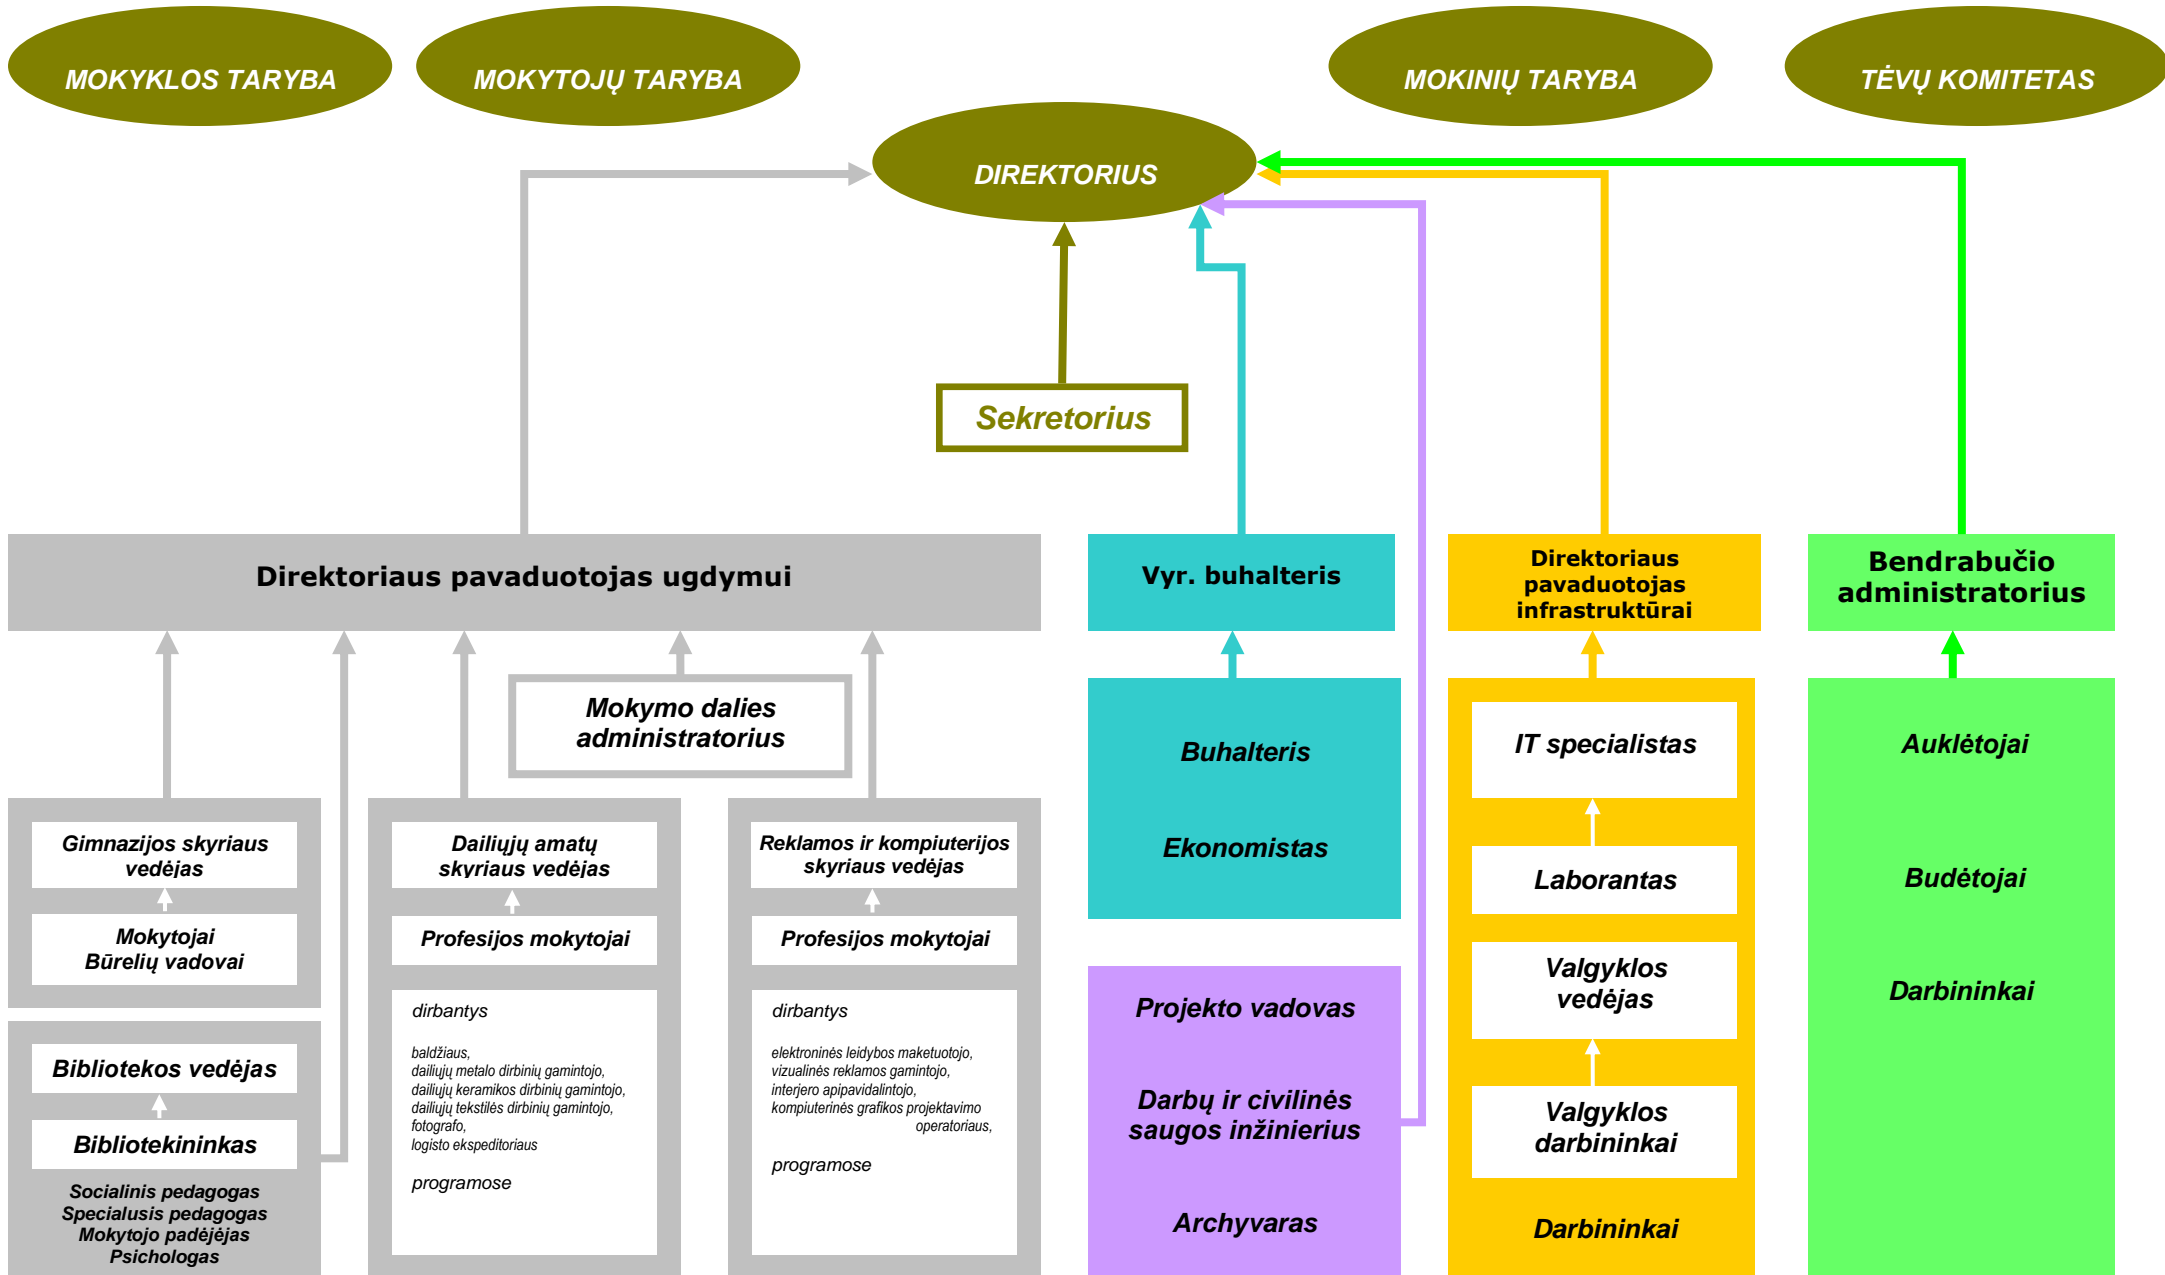 MOKYKLOS TARYBA
MOKYTOJŲ TARYBA
MOKINIŲ TARYBA
TĖVŲ KOMITETAS
DIREKTORIUS
Sekretorius
Direktoriaus pavaduotojas ugdymui
Vyr. buhalteris
Direktoriaus
pavaduotojas
infrastruktūrai
Bendrabučio
administratorius
Mokymo dalies
administratorius
Gimnazijos skyriaus
vedėjas
Mokytojai
Būrelių vadovai
Bibliotekos vedėjas
Bibliotekininkas
Socialinis pedagogas
Specialusis pedagogas
Mokytojo padėjėjas
Psichologas
Dailiųjų amatų
skyriaus vedėjas
Profesijos mokytojai
dirbantys
baldžiaus,
dailiųjų metalo dirbinių gamintojo,
dailiųjų keramikos dirbinių gamintojo,
dailiųjų tekstilės dirbinių gamintojo,
fotografo,
logisto ekspeditoriaus
programose
Reklamos ir kompiuterijos
skyriaus vedėjas
Profesijos mokytojai
dirbantys
elektroninės leidybos maketuotojo,
vizualinės reklamos gamintojo,
interjero apipavidalintojo,
kompiuterinės grafikos projektavimo
operatoriaus,
programose
Buhalteris
Ekonomistas
Projekto vadovas
Darbų ir civilinės
saugos inžinierius
Archyvaras
IT specialistas
Laborantas
Valgyklos
vedėjas
Valgyklos
darbininkai
Darbininkai
Auklėtojai
Budėtojai
Darbininkai